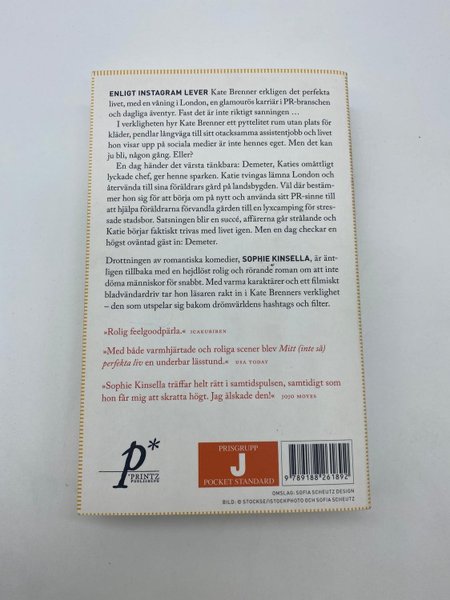 ENLIGT INSTAGRAM LEVER Kate Brenner erkligen det perfekta
livet, med en våning i London, en glamourös karriär i PR-branschen
och dagliga äventyr. Fast det är inte riktigt sanningen ...
I verkligheten hyr Kate Brenner ett pyttelitet rum utan plats för
kläder, pendlar långväga till sitt otacksamma assistentjobb och livet
hon visar upp på sociala medier är inte hennes eget. Men det kan
ju bli, någon gång. Eller?
En dag händer det värsta tänkbara: Demeter, Katies omåttligt
lyckade chef, ger henne sparken. Katie tvingas lämna London och
återvända till sina föräldrars gård på landsbygden. Väl där bestäm-
mer hon sig för att börja om på nytt och använda sitt PR-sinne till
att hjälpa föräldrarna förvandla gården till en lyxcamping för stres-
sade stadsbor. Satsningen blir en succé, affärerna går strålande och
Katie börjar faktiskt trivas med livet igen. Men en dag checkar en
högst oväntad gäst in: Demeter.
Drottningen av romantiska komedier, SOPHIE KINSELLA, är änt-
ligen tillbaka med en hejdlöst rolig och rörande roman om att inte
döma människor för snabbt. Med varma karaktärer och ett filmiskt
bladvändardriv tar hon läsaren rakt in i Kate Brenners verklighet
– den som utspelar sig bakom drömvärldens hashtags och filter.
»Rolig feelgoodpärla.« ICAKURIREN
»Med både varmhjärtade och roliga scener blev Mitt (inte så)
perfekta liv en underbar lässtund.« USA TODAY
»Sophie Kinsella träffar helt rätt i samtidspulsen, samtidigt som
hon får mig att skratta högt. Jag älskade den!« JOJO MOYES
p*
PRINTZ
PUBLISHING
PRISGRUPP
J
POCKET STANDARD
9 789188 261892
OMSLAG: SOFIA SCHEUTZ DESIGN
BILD: © STOCKSE/ISTOCKPHOTO OCH SOFIA SCHEUTZ